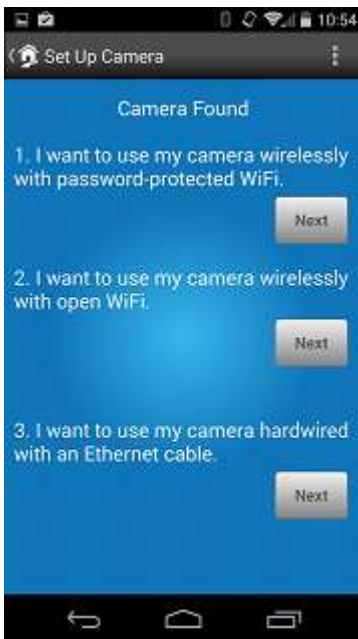 10:54
Set Up Camera
Camera Found
1. I want to use my camera wirelessly
with password-protected WiFi.
Next
2. I want to use my camera wirelessly
with open WiFi.
Next
3. I want to use my camera hardwired
with an Ethernet cable.
Next